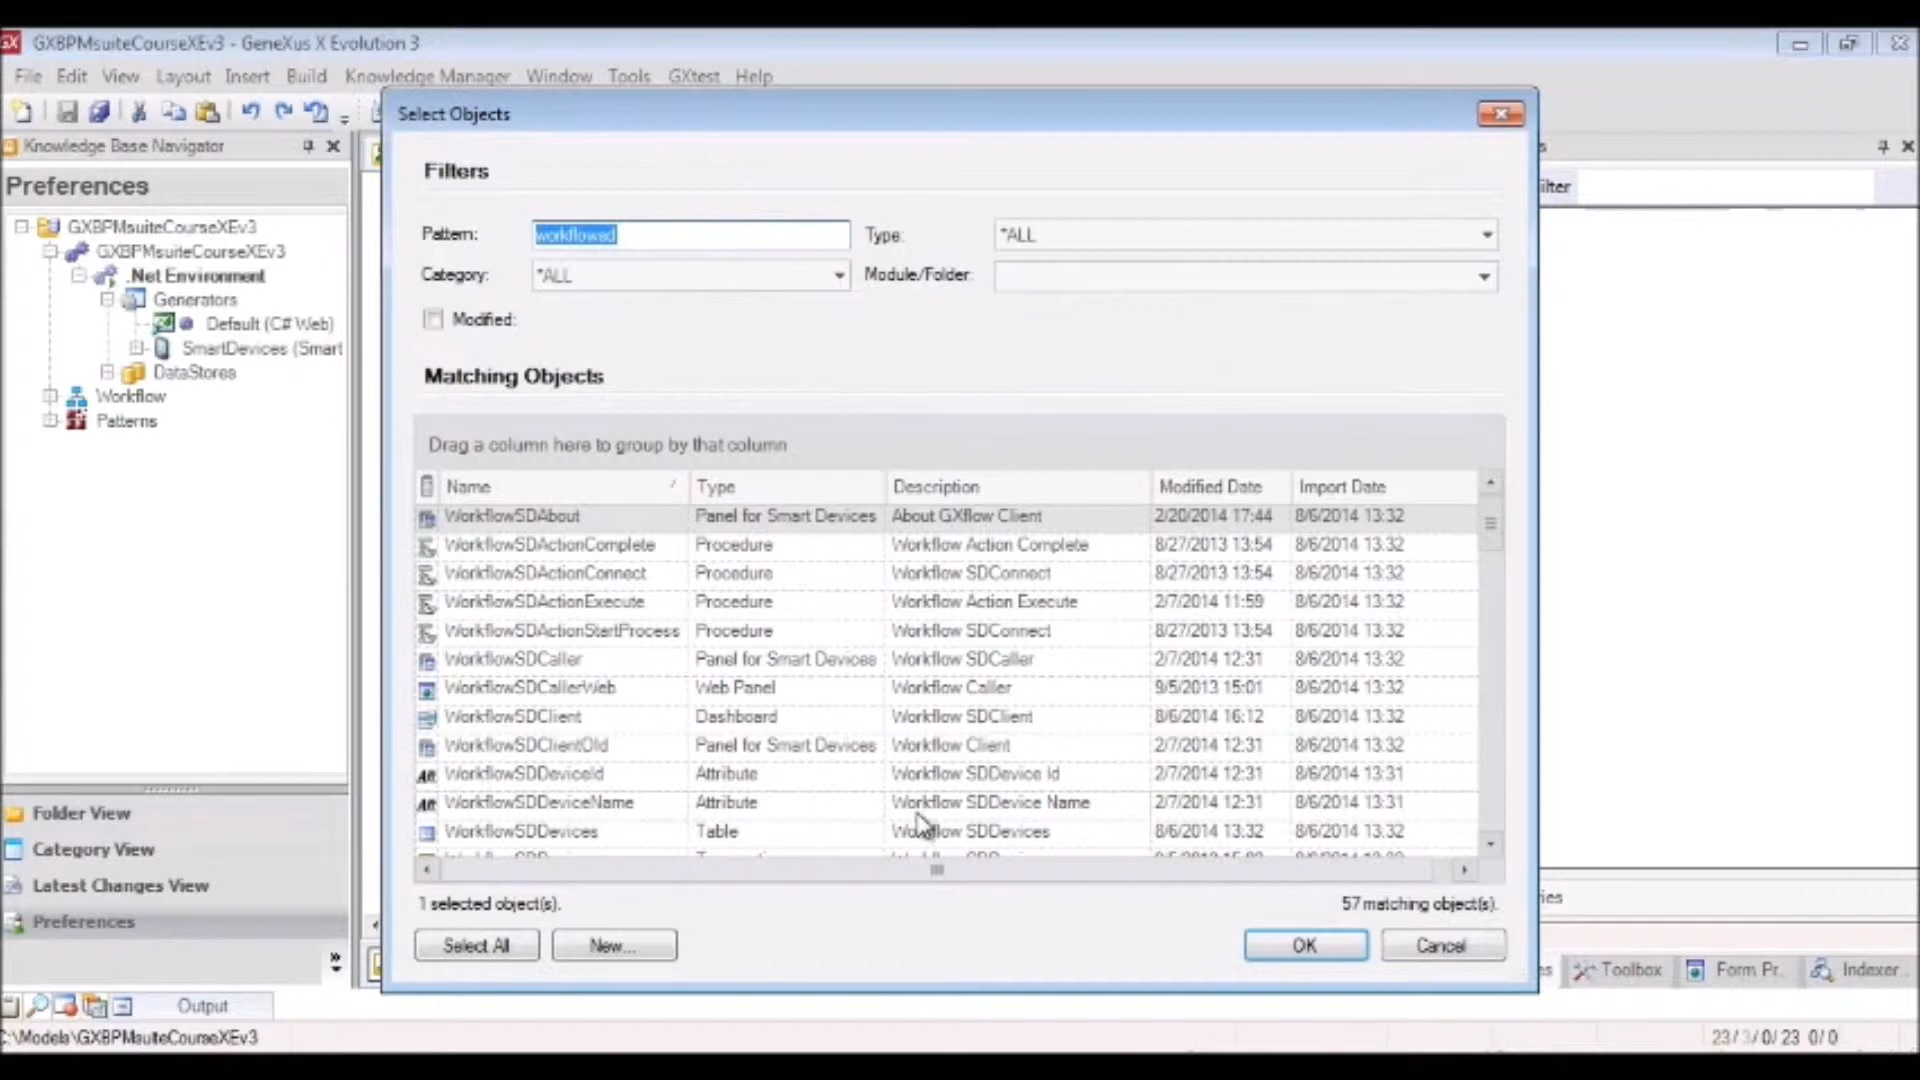 GXBPMsuiteCourseXEv3 - GeneXus X Evolution 3
File Edit View Layout Insert Build Knowledge Manager Window Tools GXtest Help
Knowledge Base Navigator
Preferences
GXBPMsuiteCourseXEv3
GXBPMsuiteCourseXEv3
.Net Environment
Generators
Default (C# Web)
SmartDevices (Smart
DataStores
Workflow
Patterns
Folder View
Category View
Latest Changes View
Preferences
Output
C:\Models\GXBPMsuiteCourseXEv3
Select Objects
Filters
Pattern: workflowsd Type: *ALL
Category: *ALL Module/Folder:
Modified:
Matching Objects
Drag a column here to group by that column
Name Type Description Modified Date Import Date
WorkflowSDAbout Panel for Smart Devices About GXflow Client 2/20/2014 17:44 8/6/2014 13:32
WorkflowSDActionComplete Procedure Workflow Action Complete 8/27/2013 13:54 8/6/2014 13:32
WorkflowSDActionConnect Procedure Workflow SDConnect 8/27/2013 13:54 8/6/2014 13:32
WorkflowSDActionExecute Procedure Workflow Action Execute 2/7/2014 11:59 8/6/2014 13:32
WorkflowSDActionStartProcess Procedure Workflow SDConnect 8/27/2013 13:54 8/6/2014 13:32
WorkflowSDCaller Panel for Smart Devices Workflow SDCaller 2/7/2014 12:31 8/6/2014 13:32
WorkflowSDCallerWeb Web Panel Workflow Caller 9/5/2013 15:01 8/6/2014 13:32
WorkflowSDClient Dashboard Workflow SDClient 8/6/2014 16:12 8/6/2014 13:32
WorkflowSDClientOld Panel for Smart Devices Workflow Client 2/7/2014 12:31 8/6/2014 13:32
WorkflowSDDeviceId Attribute Workflow SDDevice Id 2/7/2014 12:31 8/6/2014 13:31
WorkflowSDDeviceName Attribute Workflow SDDevice Name 2/7/2014 12:31 8/6/2014 13:31
WorkflowSDDevices Table Workflow SDDevices 8/6/2014 13:32 8/6/2014 13:32
1 selected object(s). 57 matching object(s).
Select All New... OK Cancel
Toolbox Form Pr.. Indexer..
23/3/0/23 0/0